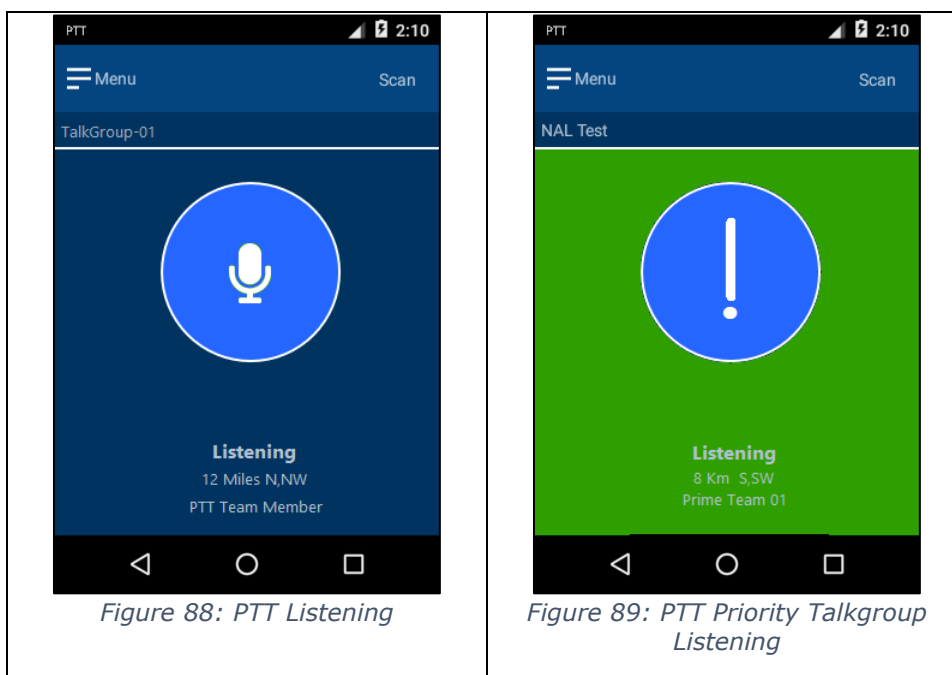 PTT 2:10
Menu Scan
TalkGroup-01
Listening
12 Miles N,NW
PTT Team Member
Figure 88: PTT Listening
PTT 2:10
Menu Scan
NAL Test
Listening
8 Km S,SW
Prime Team 01
Figure 89: PTT Priority Talkgroup
Listening